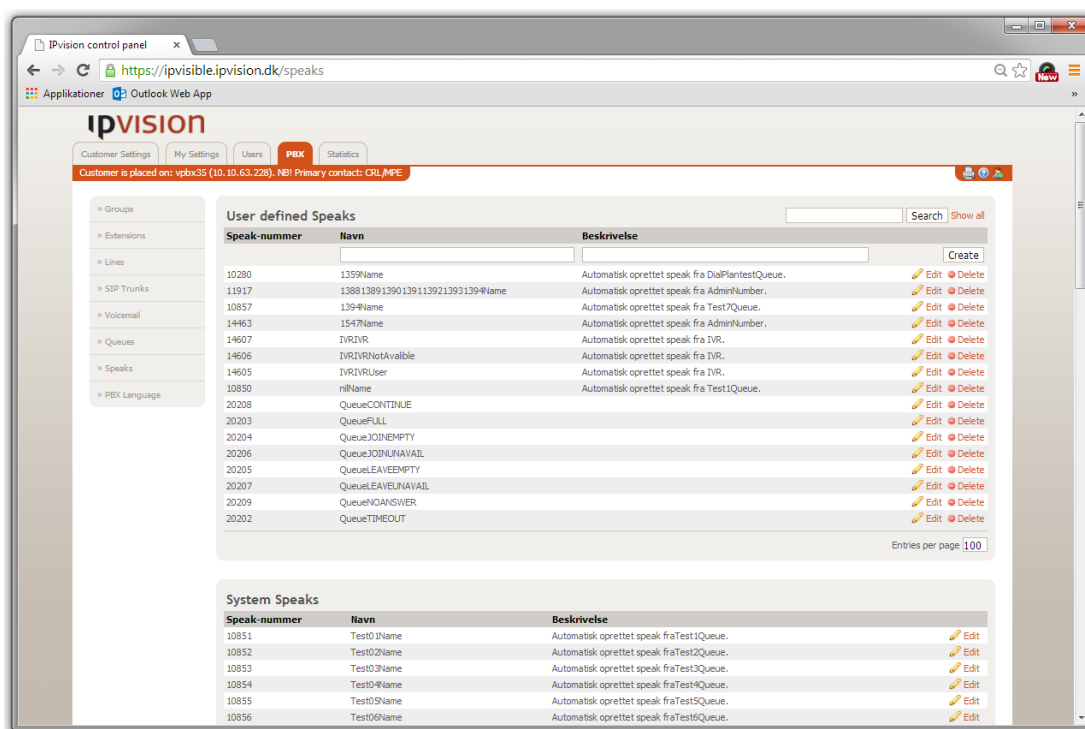 IPvision control panel
https://ipvisible.ipvision.dk/speaks
New
Applikationer Outlook Web App »
ipvision
Customer Settings My Settings Users PBX Statistics
Customer is placed on: vpbx35 (10.10.63.228). NB! Primary contact: CRL/MPE
» Groups
» Extensions
» Lines
» SIP Trunks
» Voicemail
» Queues
» Speaks
» PBX Language
User defined Speaks Search Show all
Speak-nummer Navn Beskrivelse
Create
10280 1359Name Automatisk oprettet speak fra DialPlantestQueue. Edit Delete
11917 1388138913901391139213931394Name Automatisk oprettet speak fra AdminNumber. Edit Delete
10857 1394Name Automatisk oprettet speak fra Test7Queue. Edit Delete
14463 1547Name Automatisk oprettet speak fra AdminNumber. Edit Delete
14607 IVRIVR Automatisk oprettet speak fra IVR. Edit Delete
14606 IVRIVRNotAvalible Automatisk oprettet speak fra IVR. Edit Delete
14605 IVRIVRUser Automatisk oprettet speak fra IVR. Edit Delete
10850 nilName Automatisk oprettet speak fra Test1Queue. Edit Delete
20208 QueueCONTINUE Edit Delete
20203 QueueFULL Edit Delete
20204 QueueJOINEMPTY Edit Delete
20206 QueueJOINUNAVAIL Edit Delete
20205 QueueLEAVEEMPTY Edit Delete
20207 QueueLEAVEUNAVAIL Edit Delete
20209 QueueNOANSWER Edit Delete
20202 QueueTIMEOUT Edit Delete
Entries per page 100
System Speaks
Speak-nummer Navn Beskrivelse
10851 Test01Name Automatisk oprettet speak fraTest1Queue. Edit
10852 Test02Name Automatisk oprettet speak fraTest2Queue. Edit
10853 Test03Name Automatisk oprettet speak fraTest3Queue. Edit
10854 Test04Name Automatisk oprettet speak fraTest4Queue. Edit
10855 Test05Name Automatisk oprettet speak fraTest5Queue. Edit
10856 Test06Name Automatisk oprettet speak fraTest6Queue. Edit